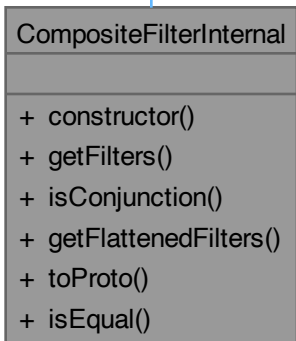 CompositeFilterInternal
+ constructor()
+ getFilters()
+ isConjunction()
+ getFlattenedFilters()
+ toProto()
+ isEqual()